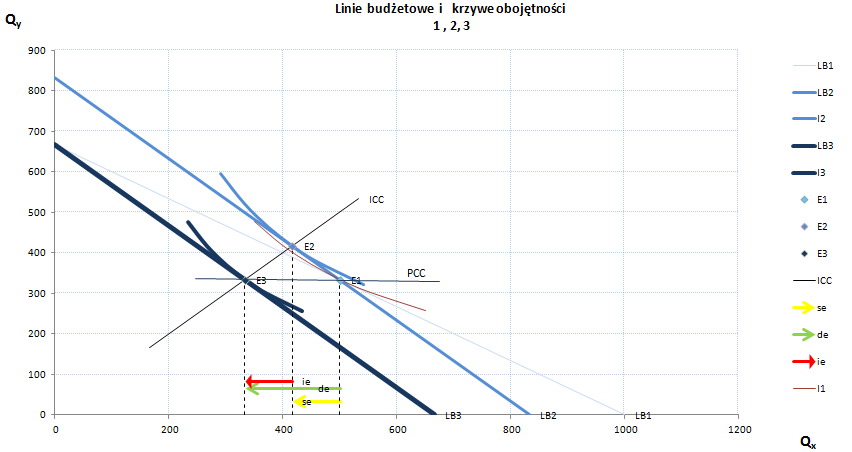 Linie budżetowe i krzywe obojętności
1 , 2, 3
Qy
900
800
700
600
500
400
300
200
100
0
0
200
400
600
800
1000
1200
Qx
ICC
E2
PCC
E3
E1
ie
de
se
LB3
LB2
LB1
LB1
LB2
I2
LB3
I3
E1
E2
E3
ICC
se
de
ie
I1